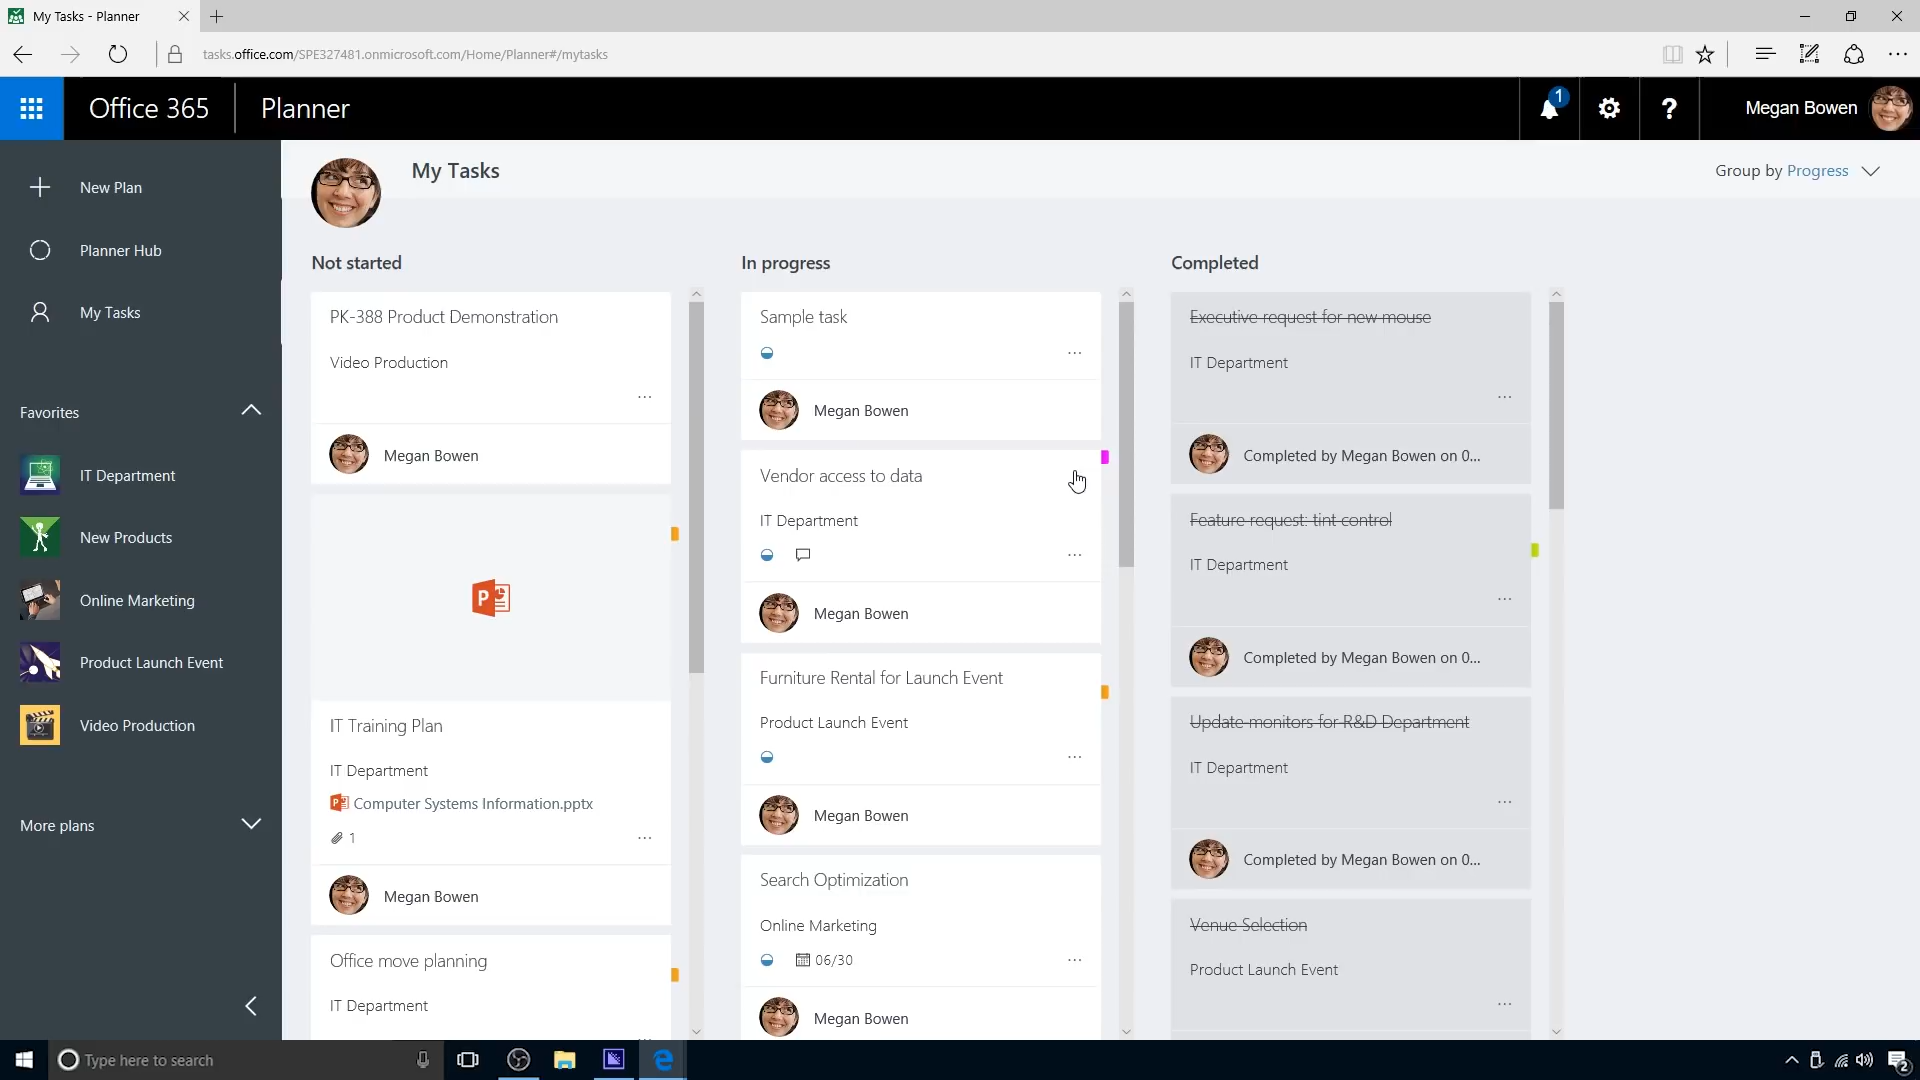 My Tasks - Planner
tasks.office.com/SPE327481.onmicrosoft.com/Home/Planner#/mytasks
Office 365
Planner
1
?
Megan Bowen
New Plan
Planner Hub
My Tasks
Favorites
IT Department
New Products
Online Marketing
Product Launch Event
Video Production
More plans
My Tasks
Group by Progress
Not started
PK-388 Product Demonstration
Video Production
...
Megan Bowen
P
IT Training Plan
IT Department
Computer Systems Information.pptx
1
...
Megan Bowen
Office move planning
IT Department
In progress
Sample task
...
Megan Bowen
Vendor access to data
IT Department
...
Megan Bowen
Furniture Rental for Launch Event
Product Launch Event
...
Megan Bowen
Search Optimization
Online Marketing
06/30
...
Megan Bowen
Completed
Executive request for new mouse
IT Department
...
Completed by Megan Bowen on 0...
Feature request: tint control
IT Department
...
Completed by Megan Bowen on 0...
Update monitors for R&D Department
IT Department
...
Completed by Megan Bowen on 0...
Venue Selection
Product Launch Event
...
Type here to search
2